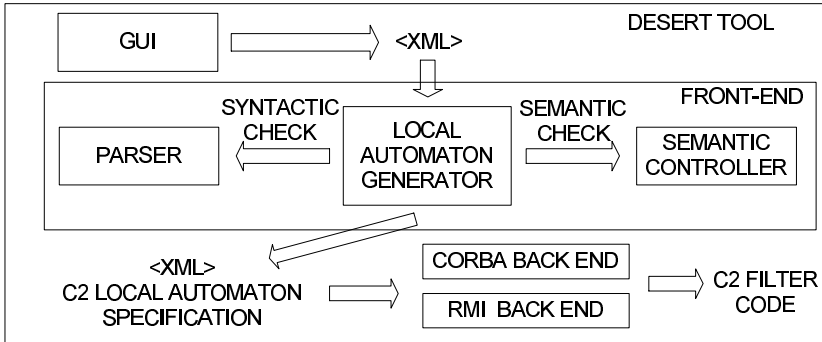 DESERT TOOL
GUI
<XML>
FRONT-END
SYNTACTIC
CHECK
SEMANTIC
CHECK
PARSER
LOCAL
AUTOMATON
GENERATOR
SEMANTIC
CONTROLLER
<XML>
C2 LOCAL AUTOMATON
SPECIFICATION
CORBA BACK END
RMI BACK END
C2 FILTER
CODE